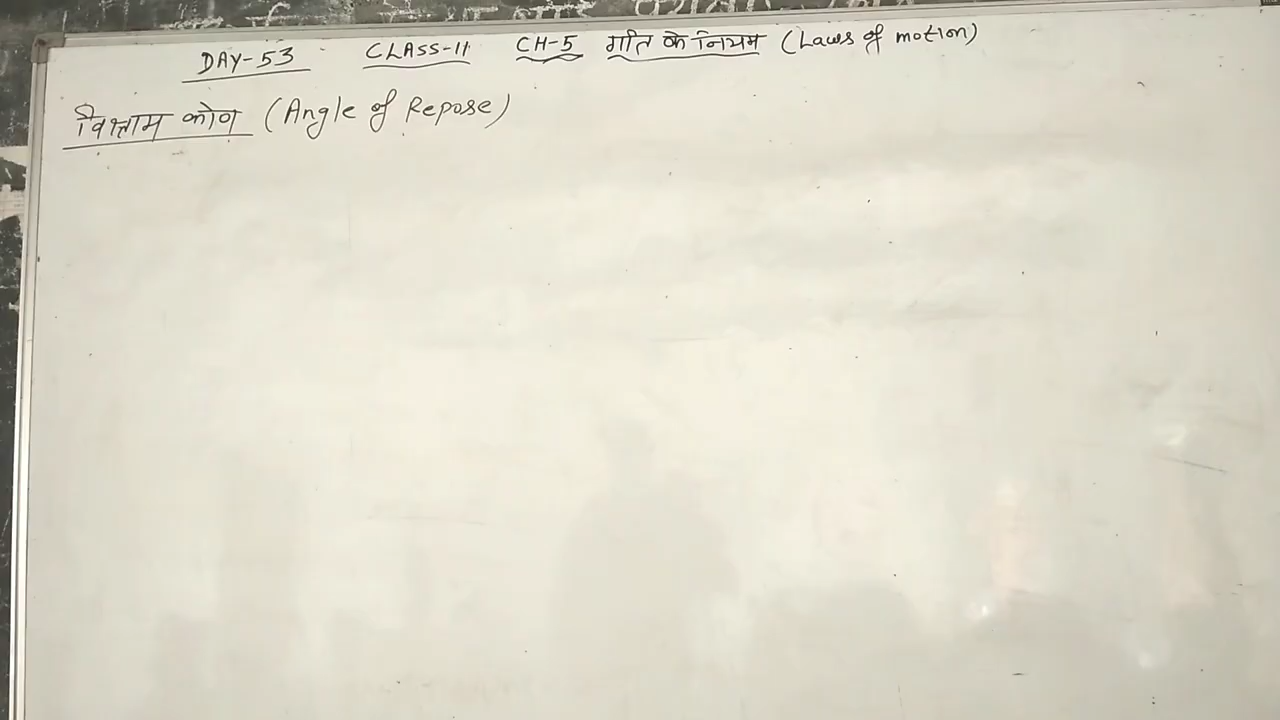 DAY-53 CLASS-11 CH-5 गति के नियम (Laws of motion)
विश्राम कोण (Angle of Repose)